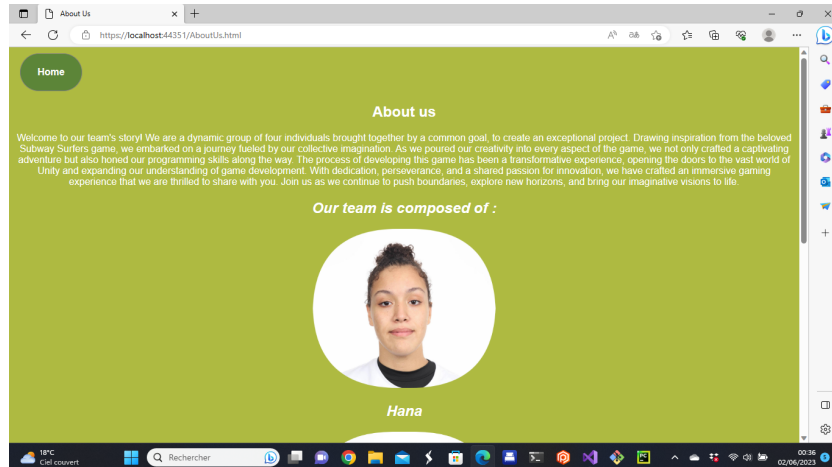 About Us
https://localhost:44351/AboutUs.html
Home
About us
Welcome to our team's story! We are a dynamic group of four individuals brought together by a common goal, to create an exceptional project. Drawing inspiration from the beloved
Subway Surfers game, we embarked on a journey fueled by our collective imagination. As we poured our creativity into every aspect of the game, we not only crafted a captivating
adventure but also honed our programming skills along the way. The process of developing this game has been a transformative experience, opening the doors to the vast world of
Unity and expanding our understanding of game development. With dedication, perseverance, and a shared passion for innovation, we have crafted an immersive gaming
experience that we are thrilled to share with you. Join us as we continue to push boundaries, explore new horizons, and bring our imaginative visions to life.
Our team is composed of :
Hana
18°C
Ciel couvert
Rechercher
00:36
02/06/2023